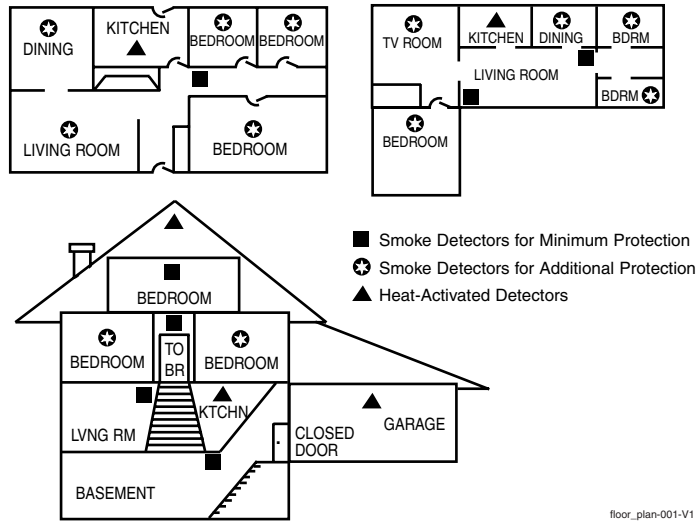 DINING
KITCHEN
BEDROOM
BEDROOM
LIVING ROOM
BEDROOM
TV ROOM
KITCHEN
DINING
BDRM
LIVING ROOM
BDRM
BEDROOM
Smoke Detectors for Minimum Protection
Smoke Detectors for Additional Protection
Heat-Activated Detectors
BEDROOM
BEDROOM
TO
BR
BEDROOM
LVNG RM
KTCHN
CLOSED
DOOR
GARAGE
BASEMENT
floor_plan-001-V1